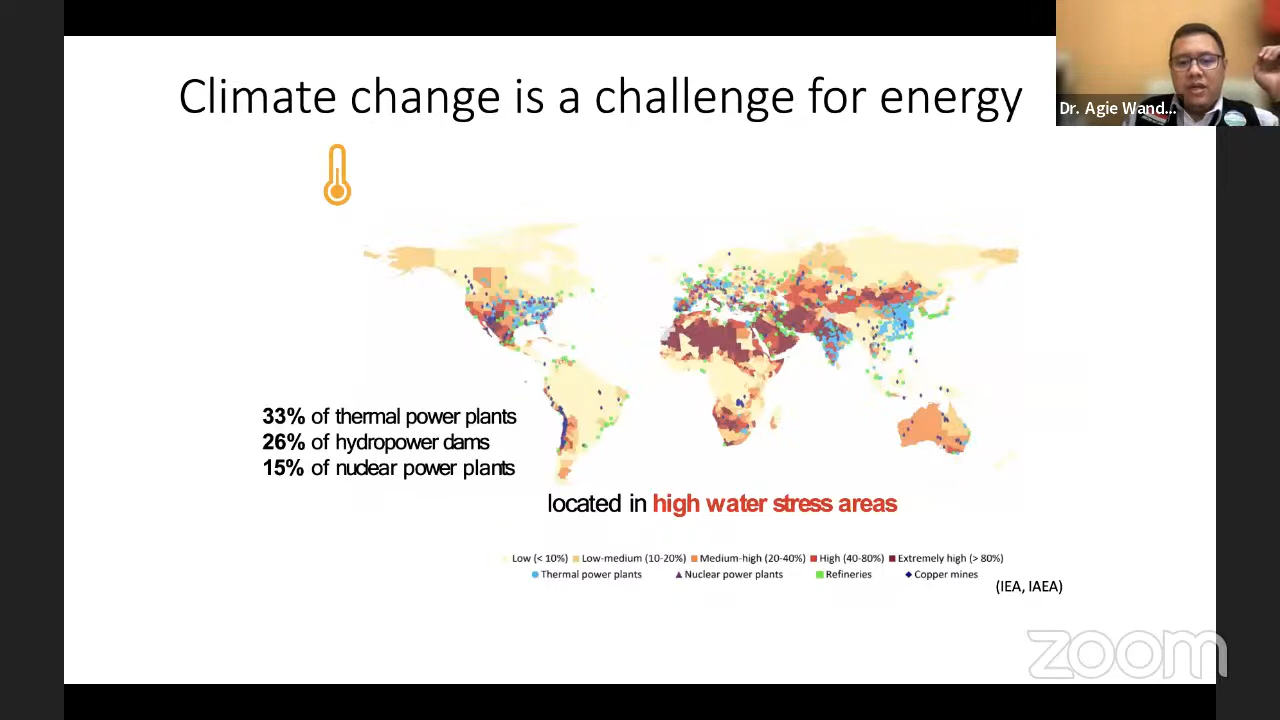 Climate change is a challenge for energy
Dr. Agie Wand...
33% of thermal power plants
26% of hydropower dams
15% of nuclear power plants
located in high water stress areas
Low (< 10%) Low-medium (10-20%) Medium-high (20-40%) High (40-80%) Extremely high (> 80%)
Thermal power plants Nuclear power plants Refineries Copper mines
(IEA, IAEA)
zoom